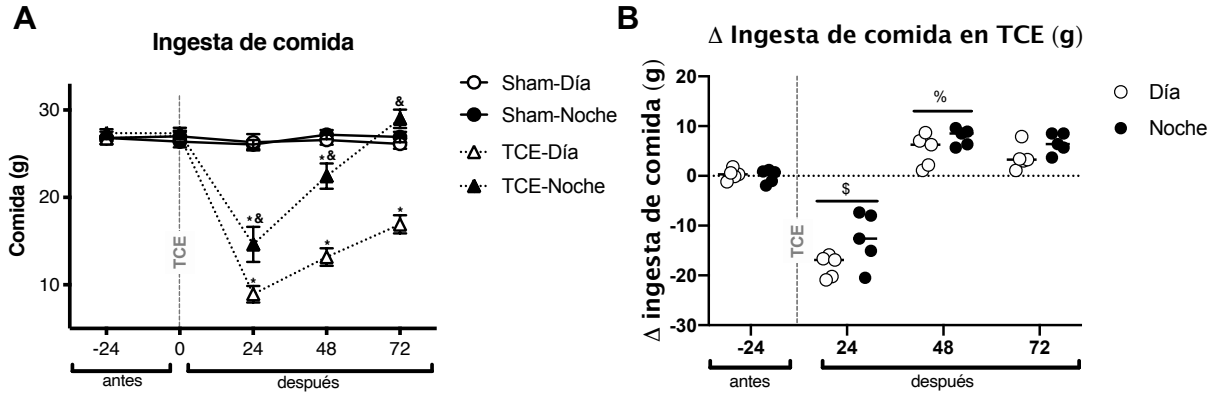 A
Ingesta de comida
Comida (g)
30
20
10
TCE
*
*&
*
*&
*
&
-24
0
24
48
72
antes
después
Sham-Día
Sham-Noche
TCE-Día
TCE-Noche
B
Δ Ingesta de comida en TCE (g)
Δ ingesta de comida (g)
20
10
0
-10
-20
-30
TCE
$
%
-24
24
48
72
antes
después
Día
Noche